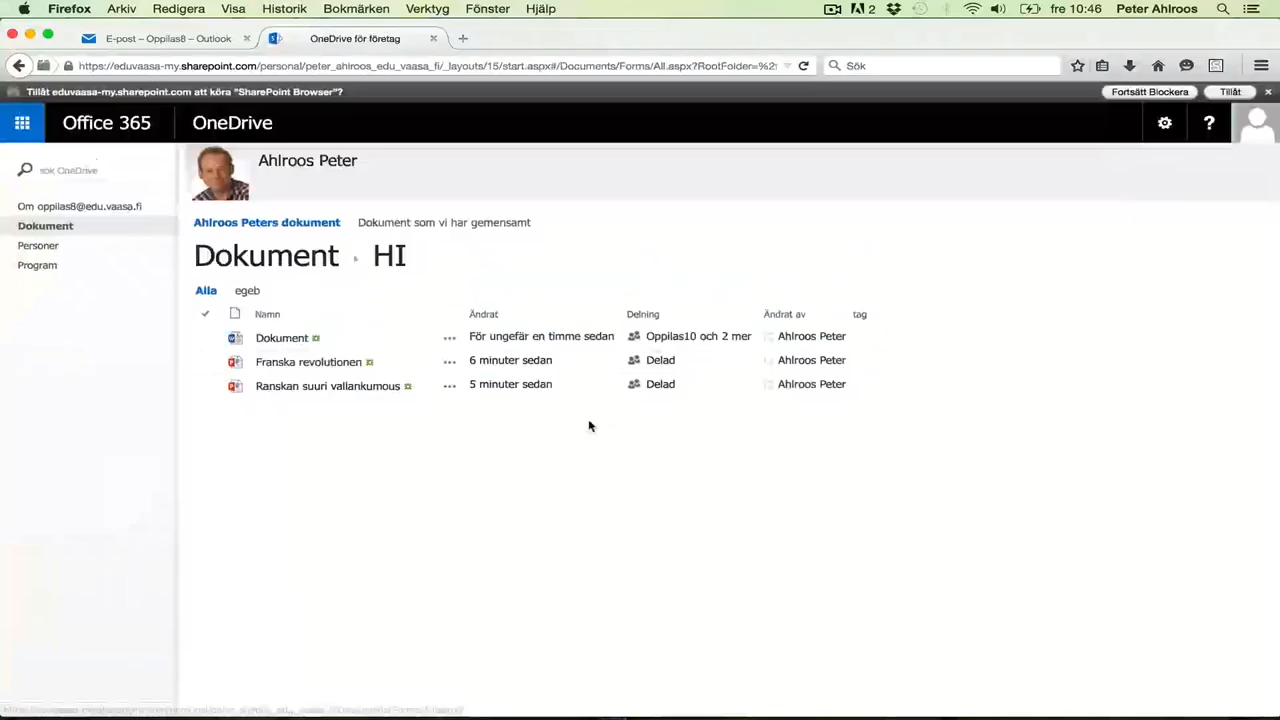 Firefox Arkiv Redigera Visa Historik Bokmärken Verktyg Fönster Hjälp 2 fre 10:46 Peter Ahlroos
E-post – Oppilas8 – Outlook × OneDrive för företag × +
https://eduvaasa-my.sharepoint.com/personal/peter_ahlroos_edu_vaasa_fi/_layouts/15/start.aspx#/Documents/Forms/All.aspx?RootFolder=%2 Sök
Tillåt eduvaasa-my.sharepoint.com att köra "SharePoint Browser"? Fortsätt Blockera Tillåt ×
Office 365 OneDrive ?
Ahlroos Peter
sök OneDrive
Om oppilas8@edu.vaasa.fi
Dokument
Personer
Program
Ahlroos Peters dokument Dokument som vi har gemensamt
Dokument HI
Alla egeb
Namn Ändrat Delning Ändrat av tag
Dokument ... För ungefär en timme sedan Oppilas10 och 2 mer Ahlroos Peter
Franska revolutionen ... 6 minuter sedan Delad Ahlroos Peter
Ranskan suuri vallankumous ... 5 minuter sedan Delad Ahlroos Peter